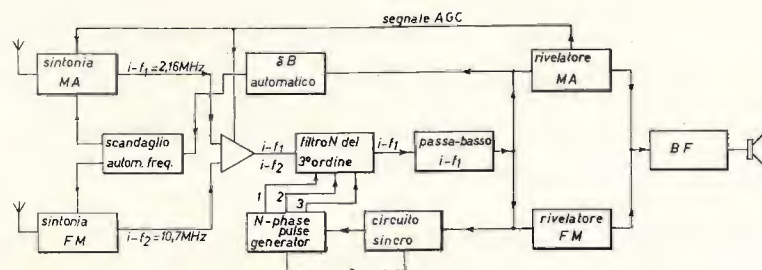 segnale AGC
sintonia
MA
i-f1=2,16MHz
δB
automatico
rivelatore
MA
scandaglio
autom. freq.
i-f1
i-f2
filtro N del
3º ordine
i-f1
passa-basso
i-f1
BF
1
2
3
sintonia
FM
i-f2=10,7MHz
N-phase
pulse
generator
circuito
sincro
rivelatore
FM